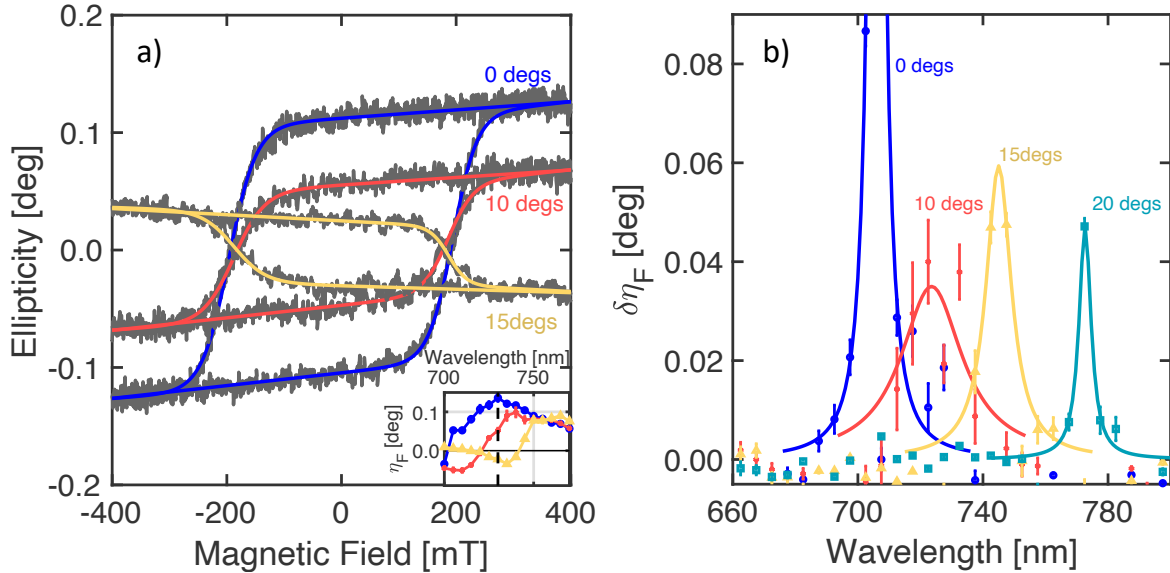 a)
0.2
0.1
0.0
-0.1
-0.2
Ellipticity [deg]
0 degs
10 degs
15degs
Wavelength [nm]
700
750
0.1
0.0
ηF [deg]
-400
-200
0
200
400
Magnetic Field [mT]
b)
0.08
0.06
0.04
0.02
0.00
δηF [deg]
0 degs
15degs
10 degs
20 degs
660
700
740
780
Wavelength [nm]